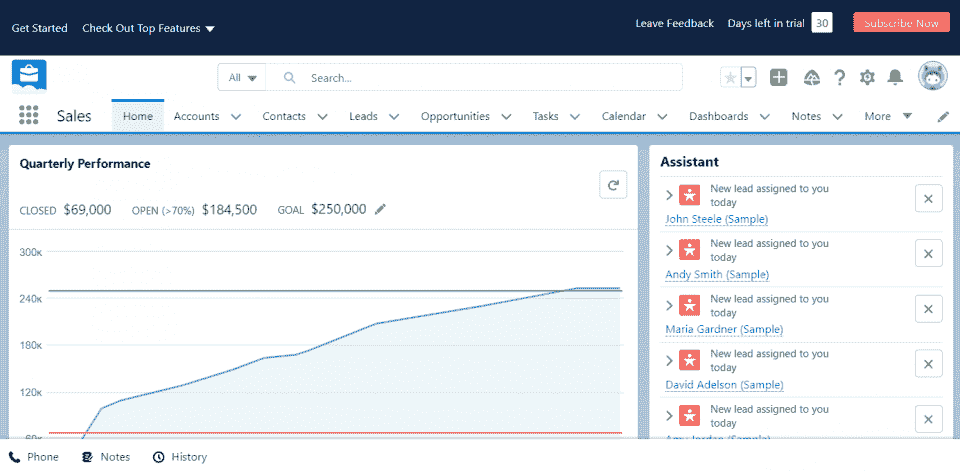 Get Started Check Out Top Features Leave Feedback Days left in trial 30 Subscribe Now
All Search...
Sales Home Accounts Contacts Leads Opportunities Tasks Calendar Dashboards Notes More
Quarterly Performance
CLOSED $69,000 OPEN (>70%) $184,500 GOAL $250,000
300K
240K
180K
120K
60K
Assistant
New lead assigned to you
today
John Steele (Sample)
New lead assigned to you
today
Andy Smith (Sample)
New lead assigned to you
today
Maria Gardner (Sample)
New lead assigned to you
today
David Adelson (Sample)
New lead assigned to you
today
Amy Jordan (Sample)
Phone Notes History